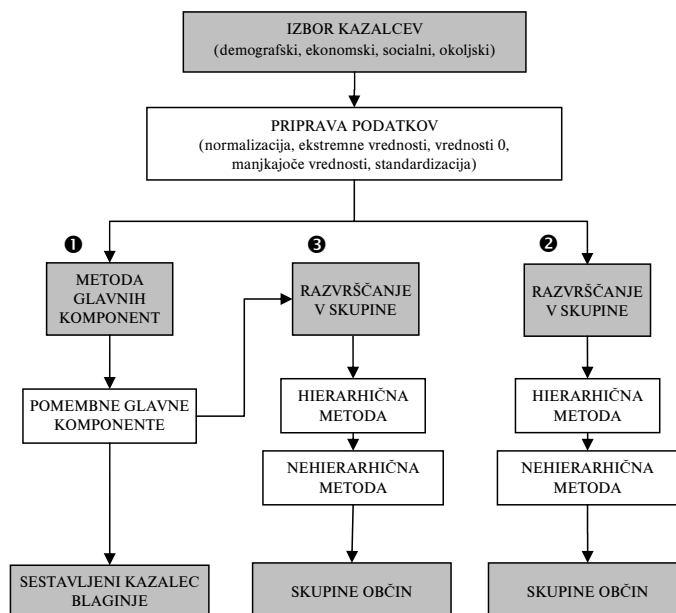 IZBOR KAZALCEV
(demografski, ekonomski, socialni, okoljski)
PRIPRAVA PODATKOV
(normalizacija, ekstremne vrednosti, vrednosti 0,
manjkajoče vrednosti, standardizacija)
❶
METODA
GLAVNIH
KOMPONENT
POMEMBNE GLAVNE
KOMPONENTE
SESTAVLJENI KAZALEC
BLAGINJE
❸
RAZVRŠČANJE
V SKUPINE
HIERARHIČNA
METODA
NEHIERARHIČNA
METODA
SKUPINE OBČIN
❷
RAZVRŠČANJE
V SKUPINE
HIERARHIČNA
METODA
NEHIERARHIČNA
METODA
SKUPINE OBČIN